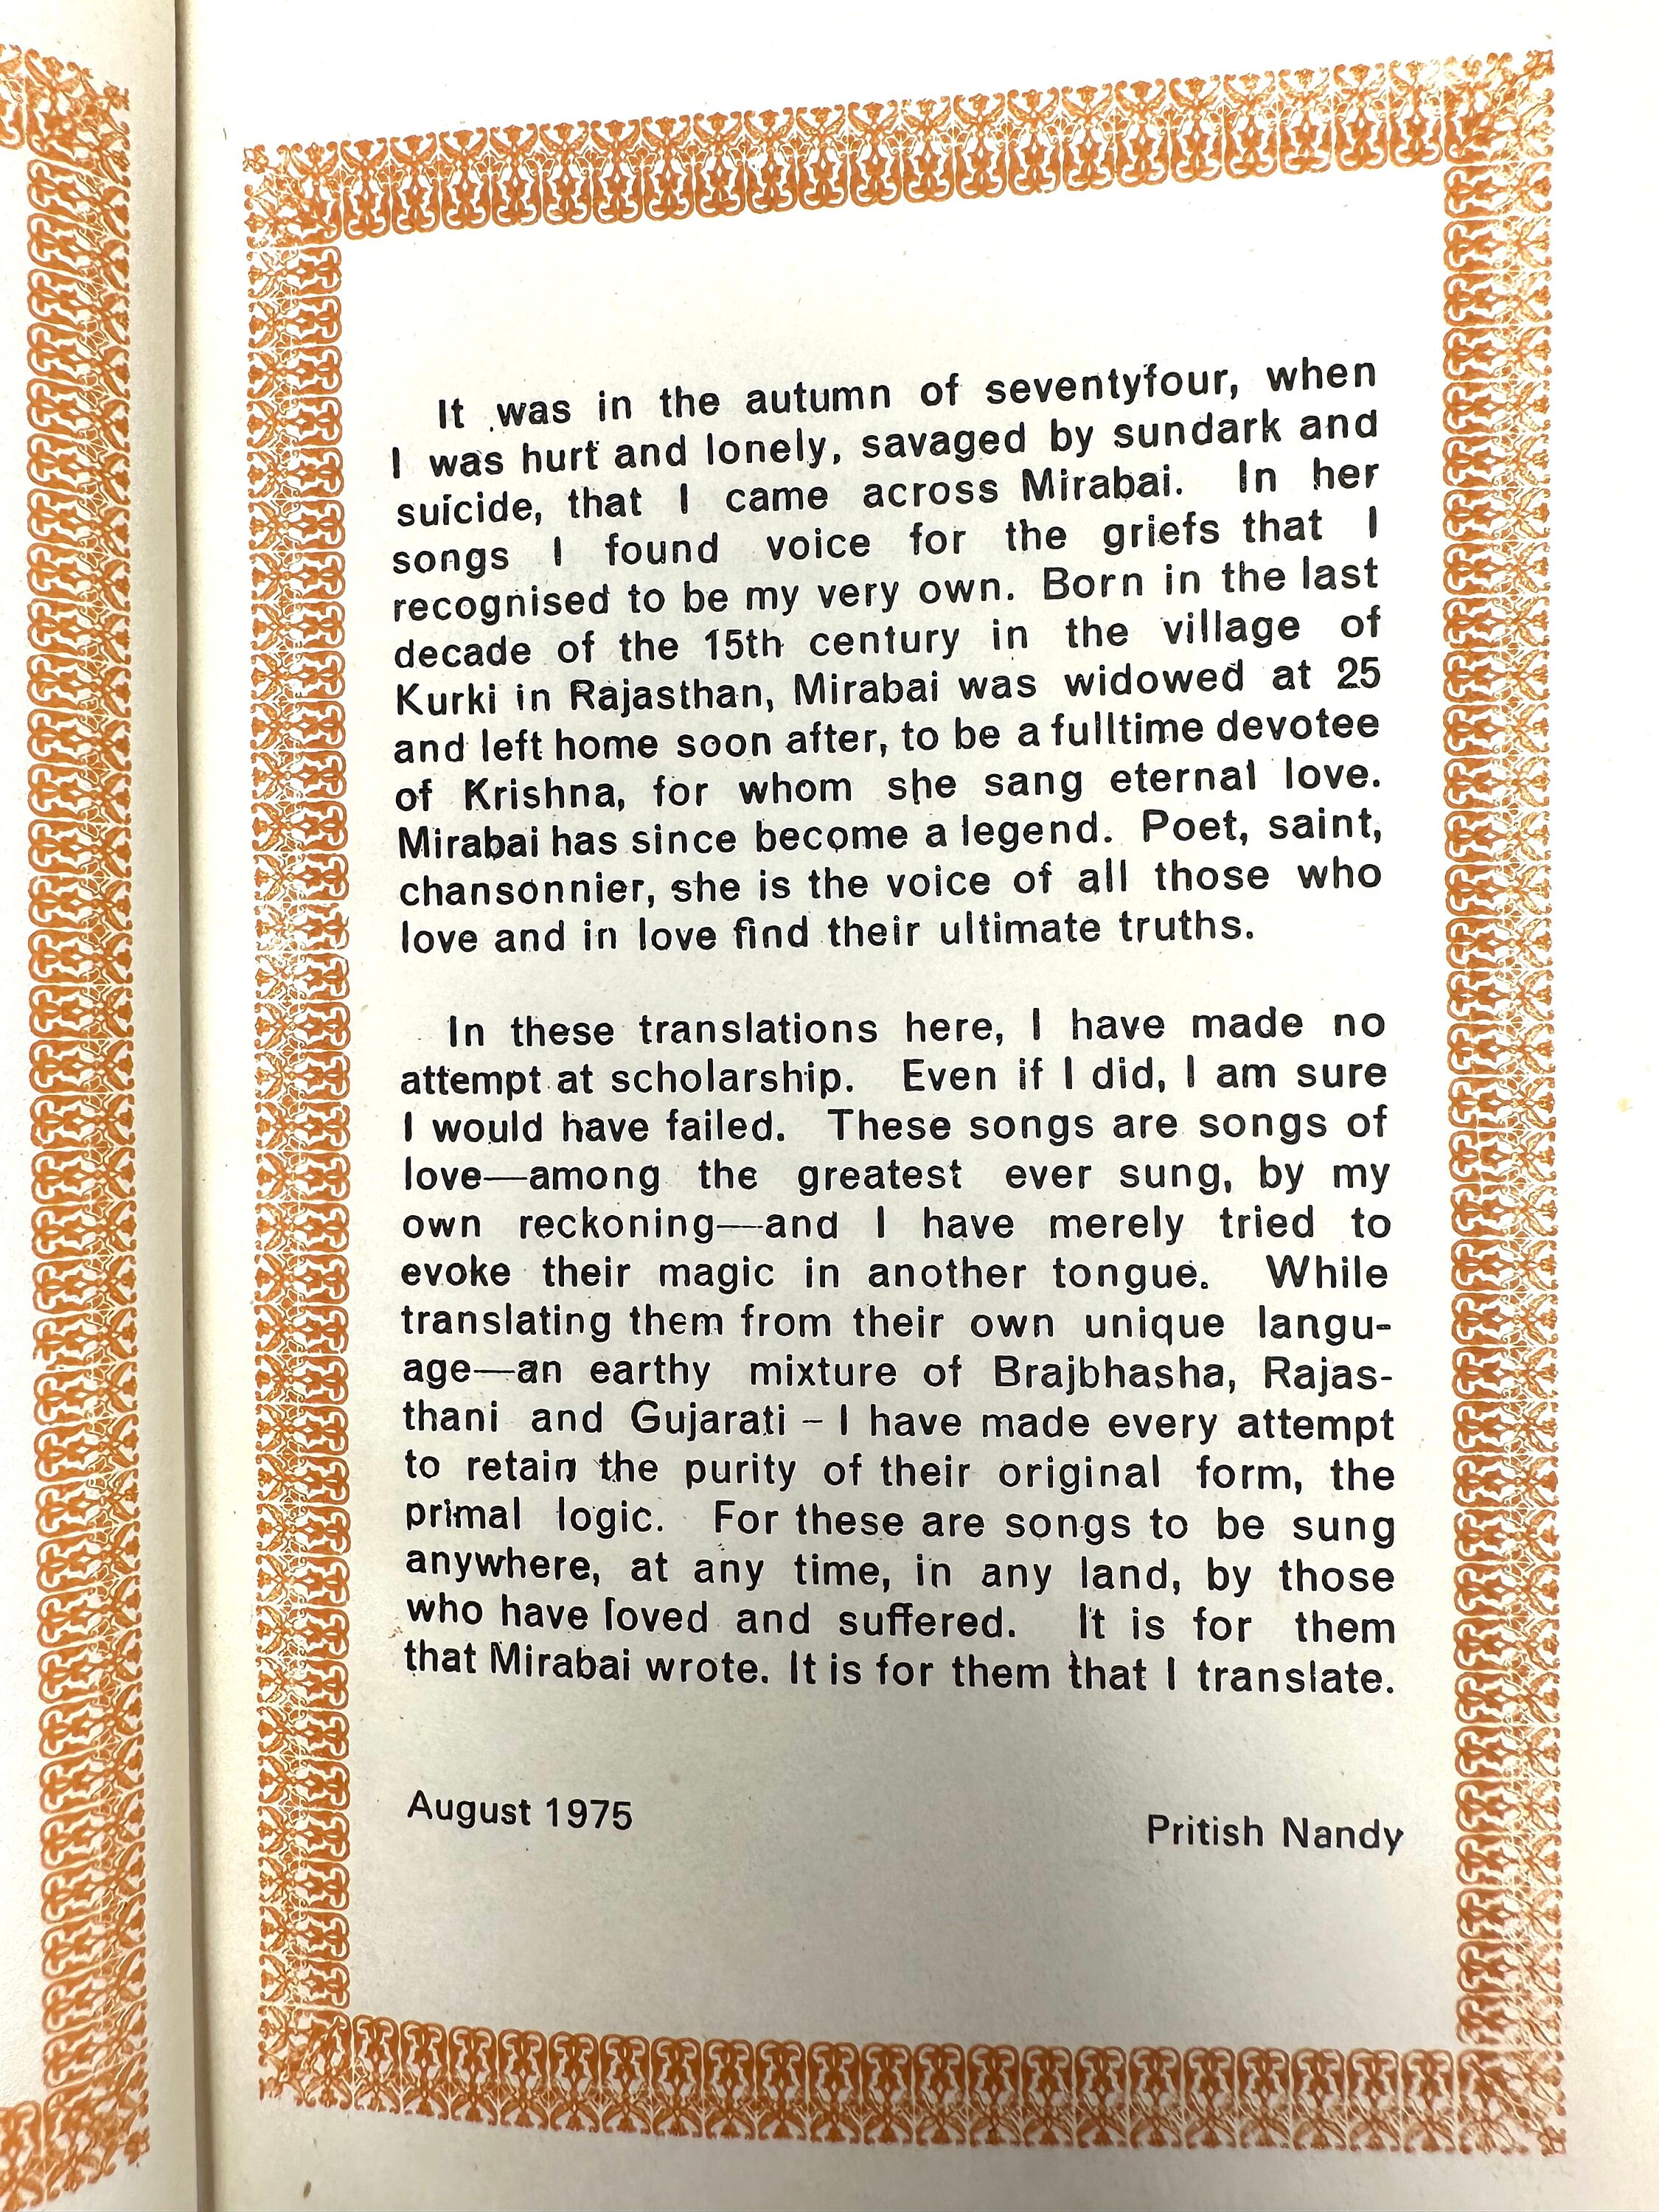 It was in the autumn of seventyfour, when
I was hurt and lonely, savaged by sundark and
suicide, that I came across Mirabai. In her
songs I found voice for the griefs that I
recognised to be my very own. Born in the last
decade of the 15th century in the village of
Kurki in Rajasthan, Mirabai was widowed at 25
and left home soon after, to be a fulltime devotee
of Krishna, for whom she sang eternal love.
Mirabai has since become a legend. Poet, saint,
chansonnier, she is the voice of all those who
love and in love find their ultimate truths.
In these translations here, I have made no
attempt at scholarship. Even if I did, I am sure
I would have failed. These songs are songs of
love—among the greatest ever sung, by my
own reckoning—and I have merely tried to
evoke their magic in another tongue. While
translating them from their own unique langu-
age—an earthy mixture of Brajbhasha, Rajas-
thani and Gujarati – I have made every attempt
to retain the purity of their original form, the
primal logic. For these are songs to be sung
anywhere, at any time, in any land, by those
who have loved and suffered. It is for them
that Mirabai wrote. It is for them that I translate.
August 1975
Pritish Nandy